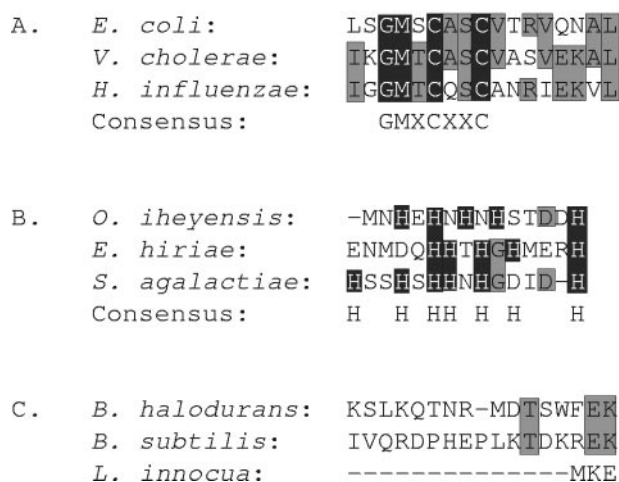 A. E. coli: LSGMSCASCVTRVQNAL
V. cholerae: IKGMTCASCVASVEKAL
H. influenzae: IGGMTCQSCANRIEKVL
Consensus: GMXCXXC
B. O. iheyensis: -MNHEHNHNHSTDDH
E. hiriae: ENMDQHHTHGHMERH
S. agalactiae: HSSHSHHNHGDID-H
Consensus: H H HH H H H
C. B. halodurans: KSLKQTNR-MDTSWFEK
B. subtilis: IVQRDPHEPLKTDKREK
L. innocua: --------------MKE